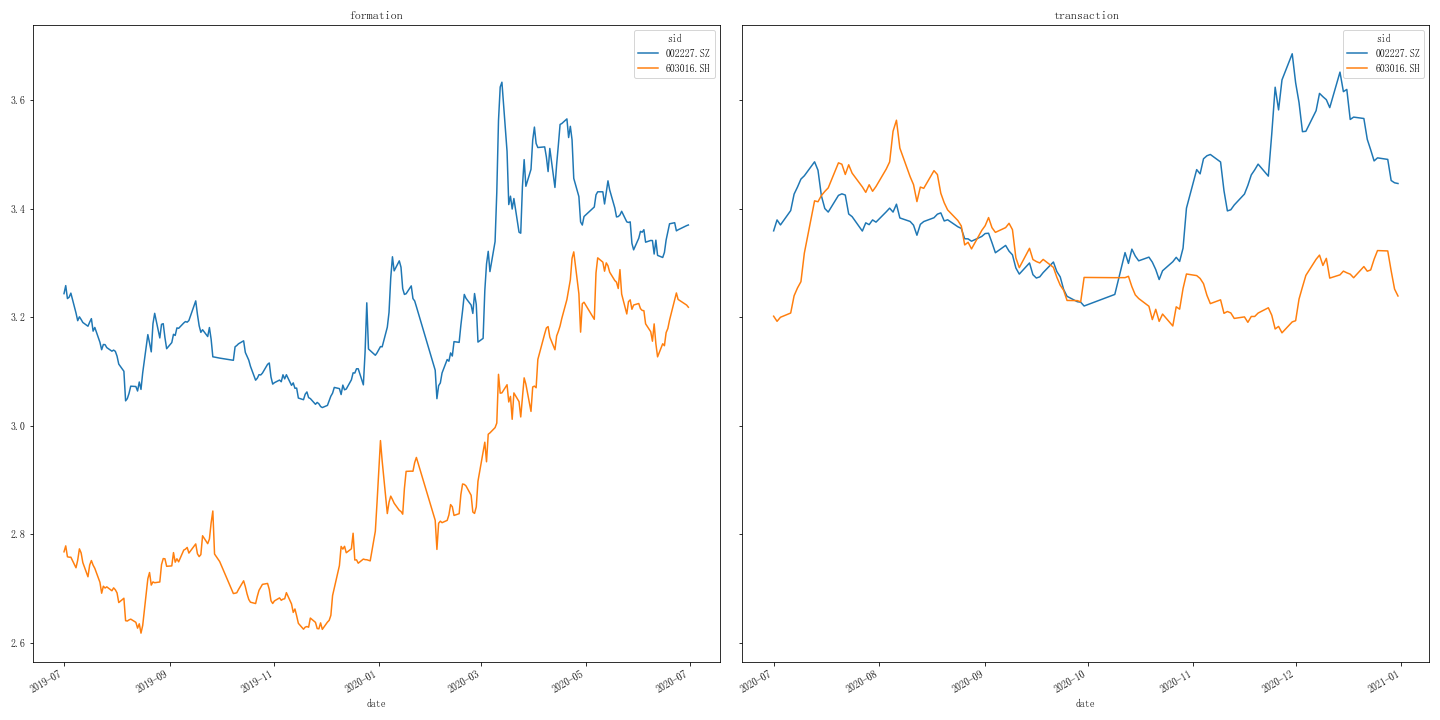 formation
sid
002227.SZ
603016.SH
3.6
3.4
3.2
3.0
2.8
2.6
2019-07
2019-09
2019-11
2020-01
2020-03
2020-05
2020-07
date
transaction
sid
002227.SZ
603016.SH
2020-07
2020-08
2020-09
2020-10
2020-11
2020-12
2021-01
date